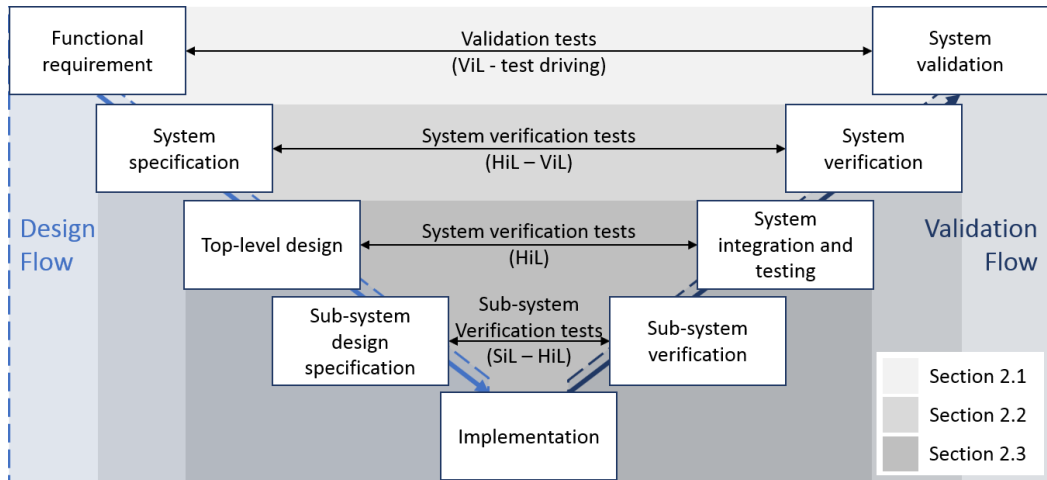 Functional
requirement
Validation tests
(ViL - test driving)
System
validation
System
specification
System verification tests
(HiL – ViL)
System
verification
Design
Flow
Top-level design
System verification tests
(HiL)
System
integration and
testing
Validation
Flow
Sub-system
design
specification
Sub-system
Verification tests
(SiL – HiL)
Sub-system
verification
Implementation
Section 2.1
Section 2.2
Section 2.3